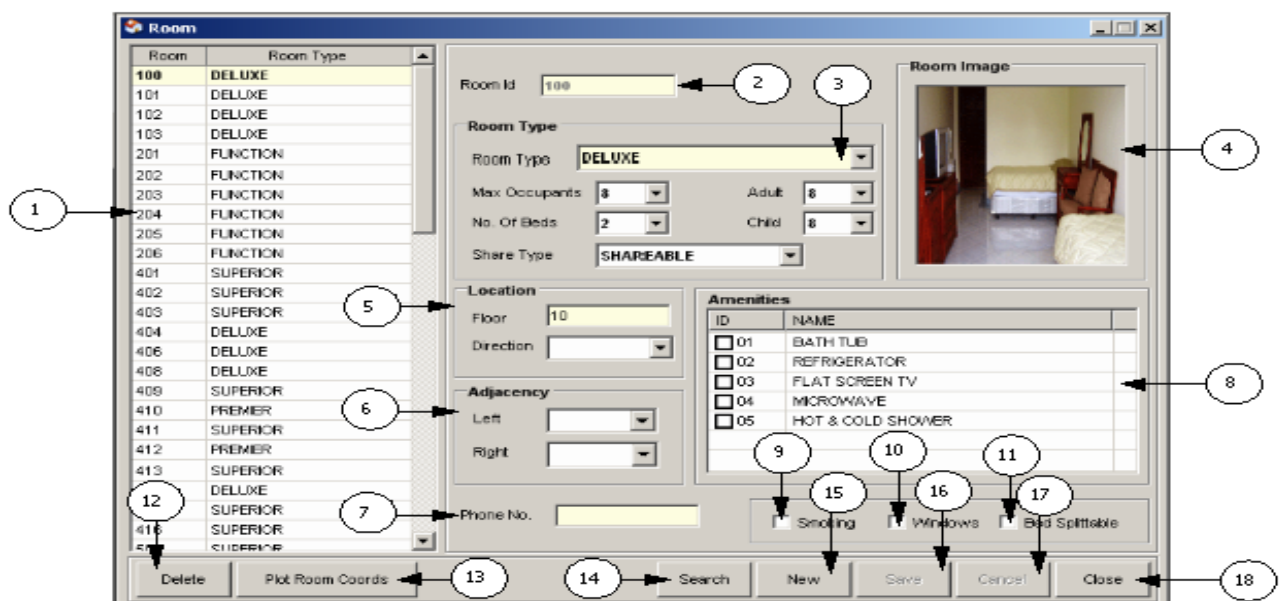 Room
Room Room Type
100 DELUXE
101 DELUXE
102 DELUXE
103 DELUXE
201 FUNCTION
202 FUNCTION
203 FUNCTION
204 FUNCTION
205 FUNCTION
206 FUNCTION
401 SUPERIOR
402 SUPERIOR
403 SUPERIOR
404 DELUXE
406 DELUXE
408 DELUXE
409 SUPERIOR
410 PREMIER
411 SUPERIOR
412 PREMIER
413 SUPERIOR
DELUXE
SUPERIOR
416 SUPERIOR
SUPERIOR
1
Room Id 100
2
3
Room Type
Room Type DELUXE
Max Occupants 8 Adult 8
No. Of Beds 2 Child 8
Share Type SHAREABLE
Room Image
4
5
Location
Floor 10
Direction
6
Adjacency
Left
Right
7
Phone No.
Amenities
ID NAME
01 BATH TUB
02 REFRIGERATOR
03 FLAT SCREEN TV
04 MICROWAVE
05 HOT & COLD SHOWER
8
9 10 11
Smoking Windows Bed Splittable
12 15 16 17
Delete Plot Room Coords 13 14 Search New Save Cancel Close 18